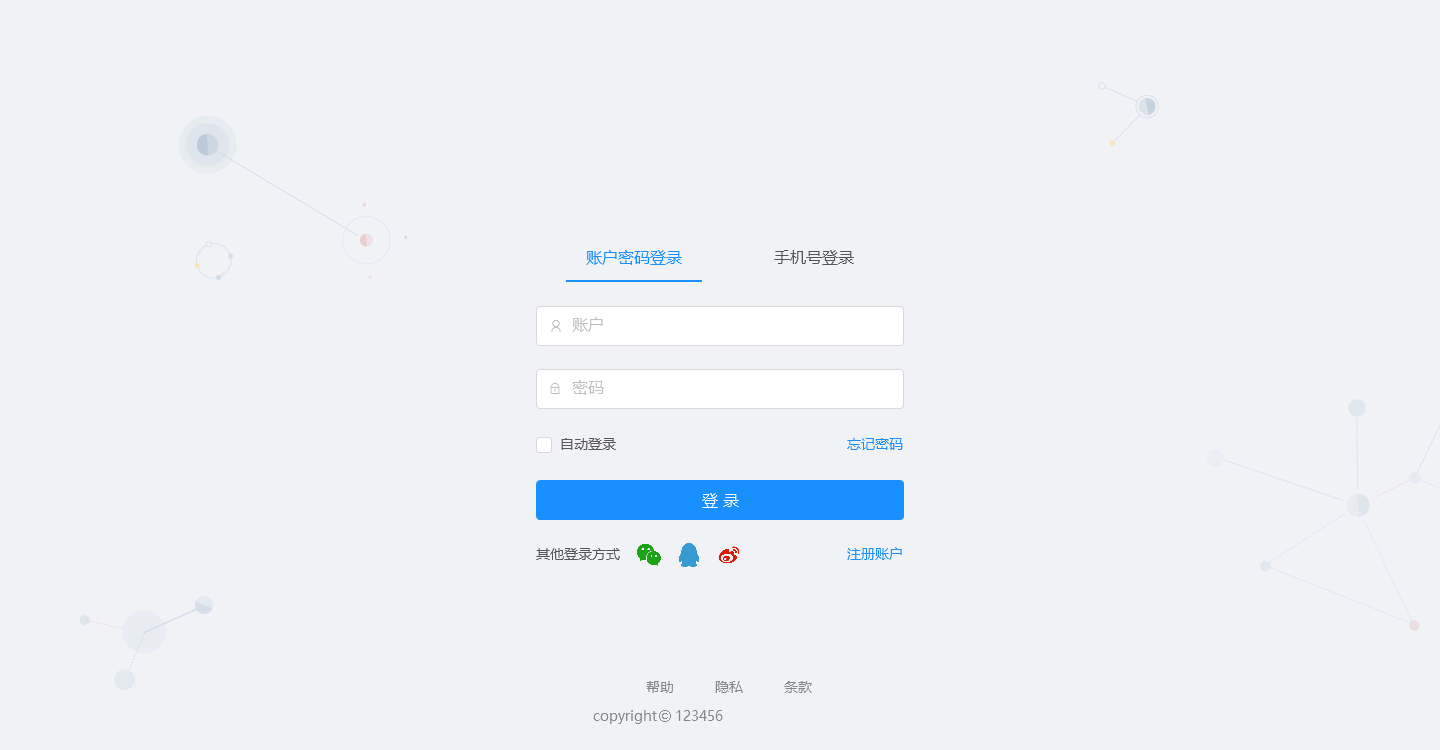 账户密码登录 手机号登录
账户
密码
自动登录 忘记密码
登 录
其他登录方式 注册账户
帮助 隐私 条款
copyright© 123456